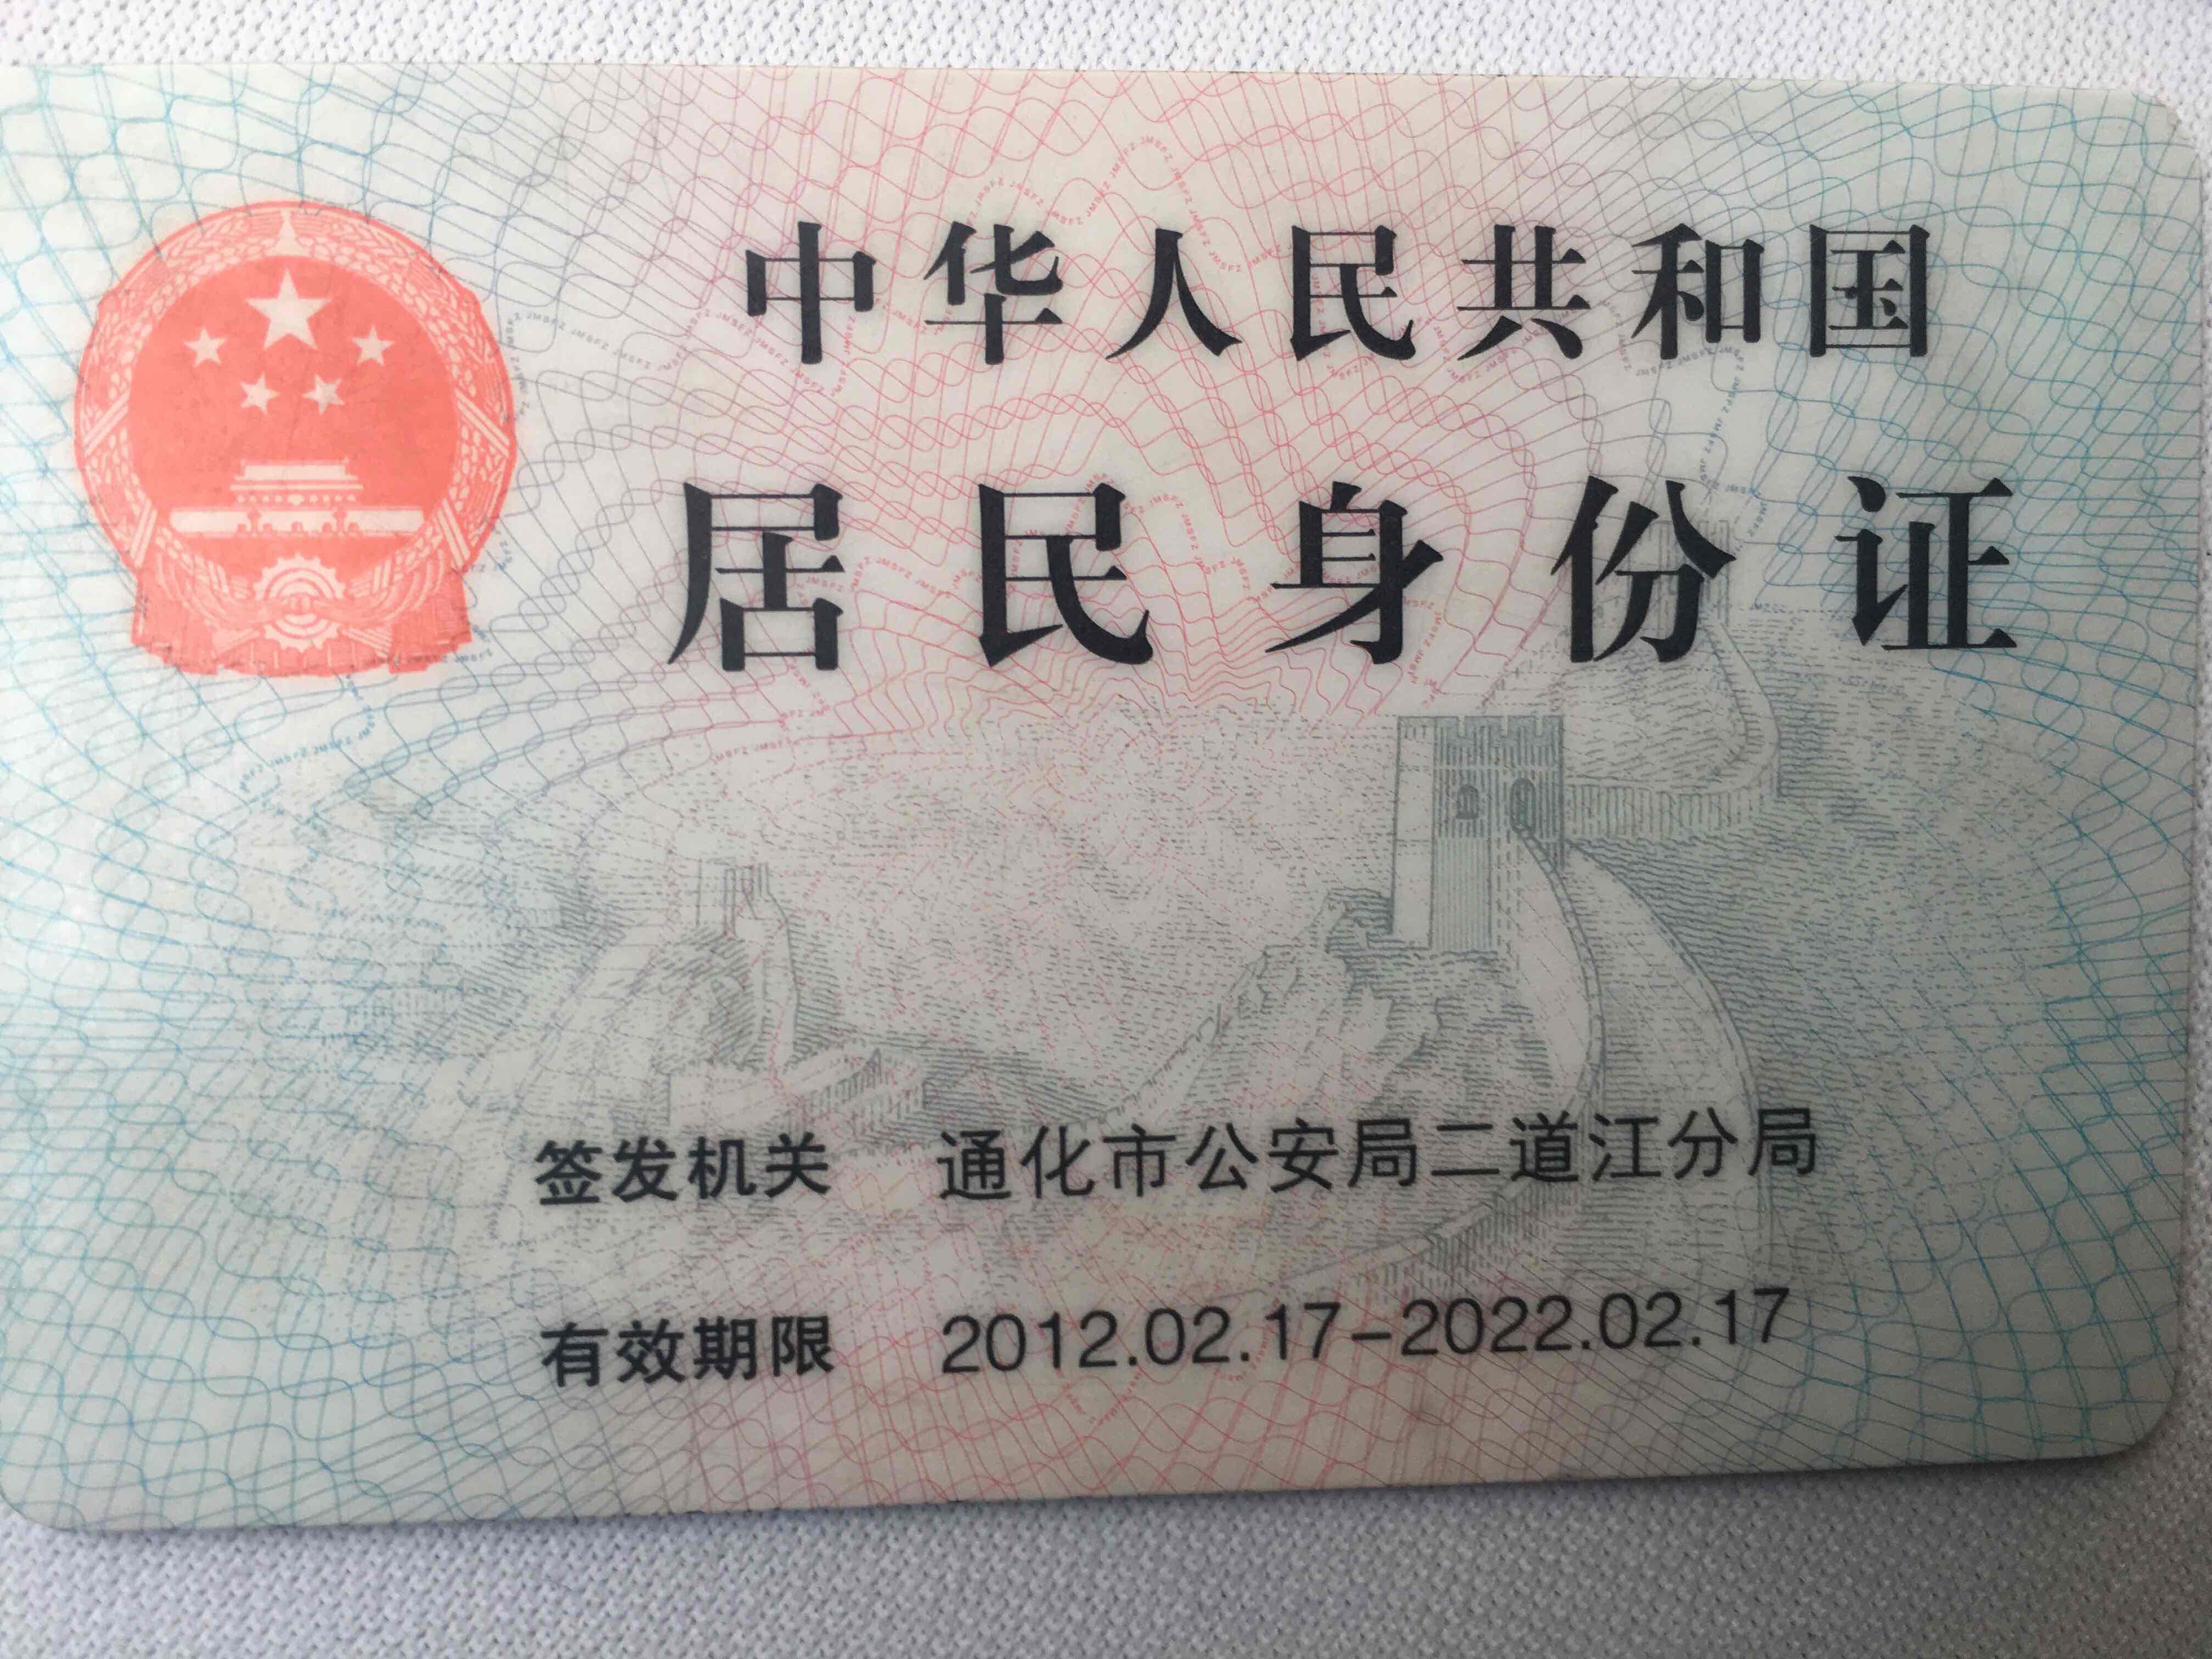 中华人民共和国
居民身份证
签发机关 通化市公安局二道江分局
有效期限 2012.02.17-2022.02.17